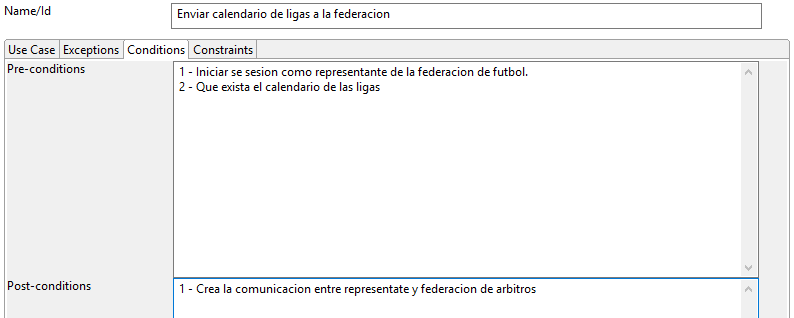 Name/Id
Enviar calendario de ligas a la federacion
Use Case Exceptions Conditions Constraints
Pre-conditions
1 - Iniciar se sesion como representante de la federacion de futbol.
2 - Que exista el calendario de las ligas
Post-conditions
1 - Crea la comunicacion entre representate y federacion de arbitros